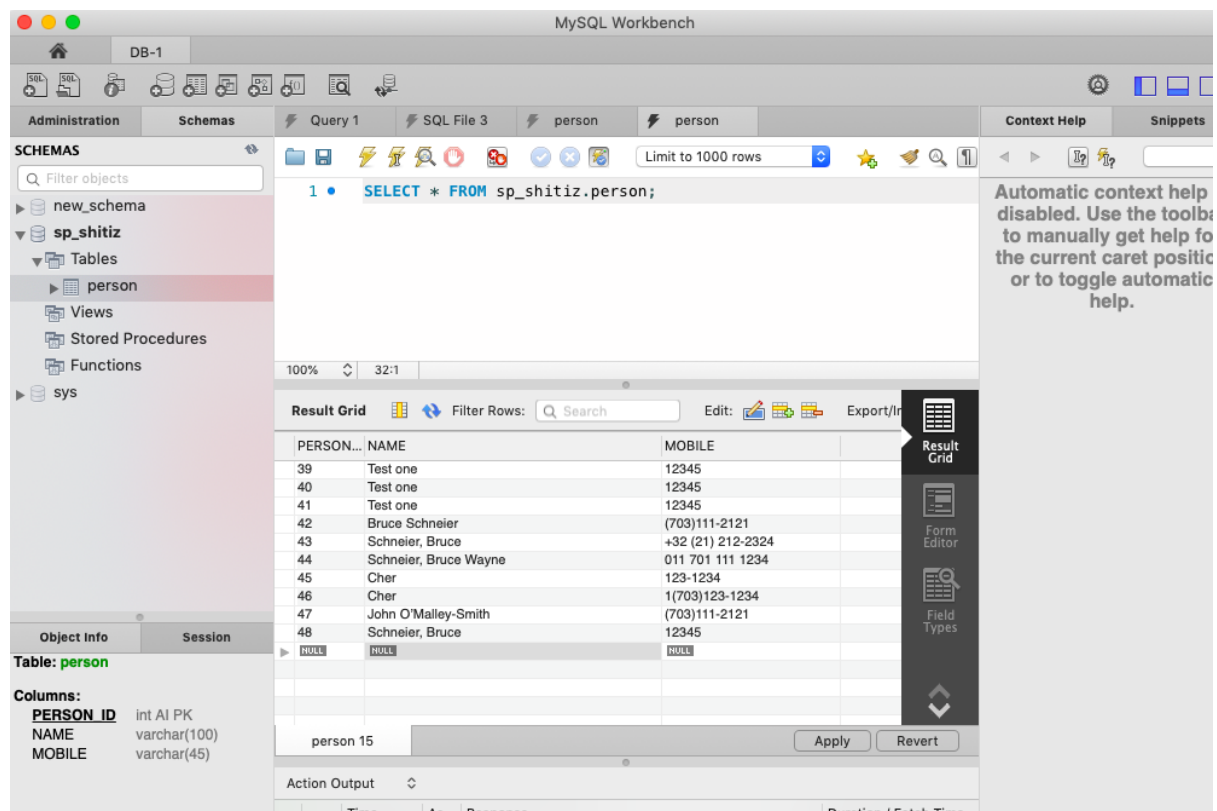 MySQL Workbench
DB-1
SQL SQL
Administration Schemas
SCHEMAS
Filter objects
new_schema
sp_shitiz
Tables
person
Views
Stored Procedures
Functions
sys
Object Info Session
Table: person
Columns:
PERSON_ID int AI PK
NAME varchar(100)
MOBILE varchar(45)
Query 1 SQL File 3 person person
Limit to 1000 rows
1 SELECT * FROM sp_shitiz.person;
100% 32:1
Result Grid Filter Rows: Search Edit: Export/Ir
PERSON... NAME MOBILE
39 Test one 12345
40 Test one 12345
41 Test one 12345
42 Bruce Schneier (703)111-2121
43 Schneier, Bruce +32 (21) 212-2324
44 Schneier, Bruce Wayne 011 701 111 1234
45 Cher 123-1234
46 Cher 1(703)123-1234
47 John O'Malley-Smith (703)111-2121
48 Schneier, Bruce 12345
NULL NULL NULL
Result
Grid
Form
Editor
Field
Types
person 15 Apply Revert
Action Output
Context Help Snippets
Automatic context help
disabled. Use the toolba
to manually get help fo
the current caret positio
or to toggle automatic
help.